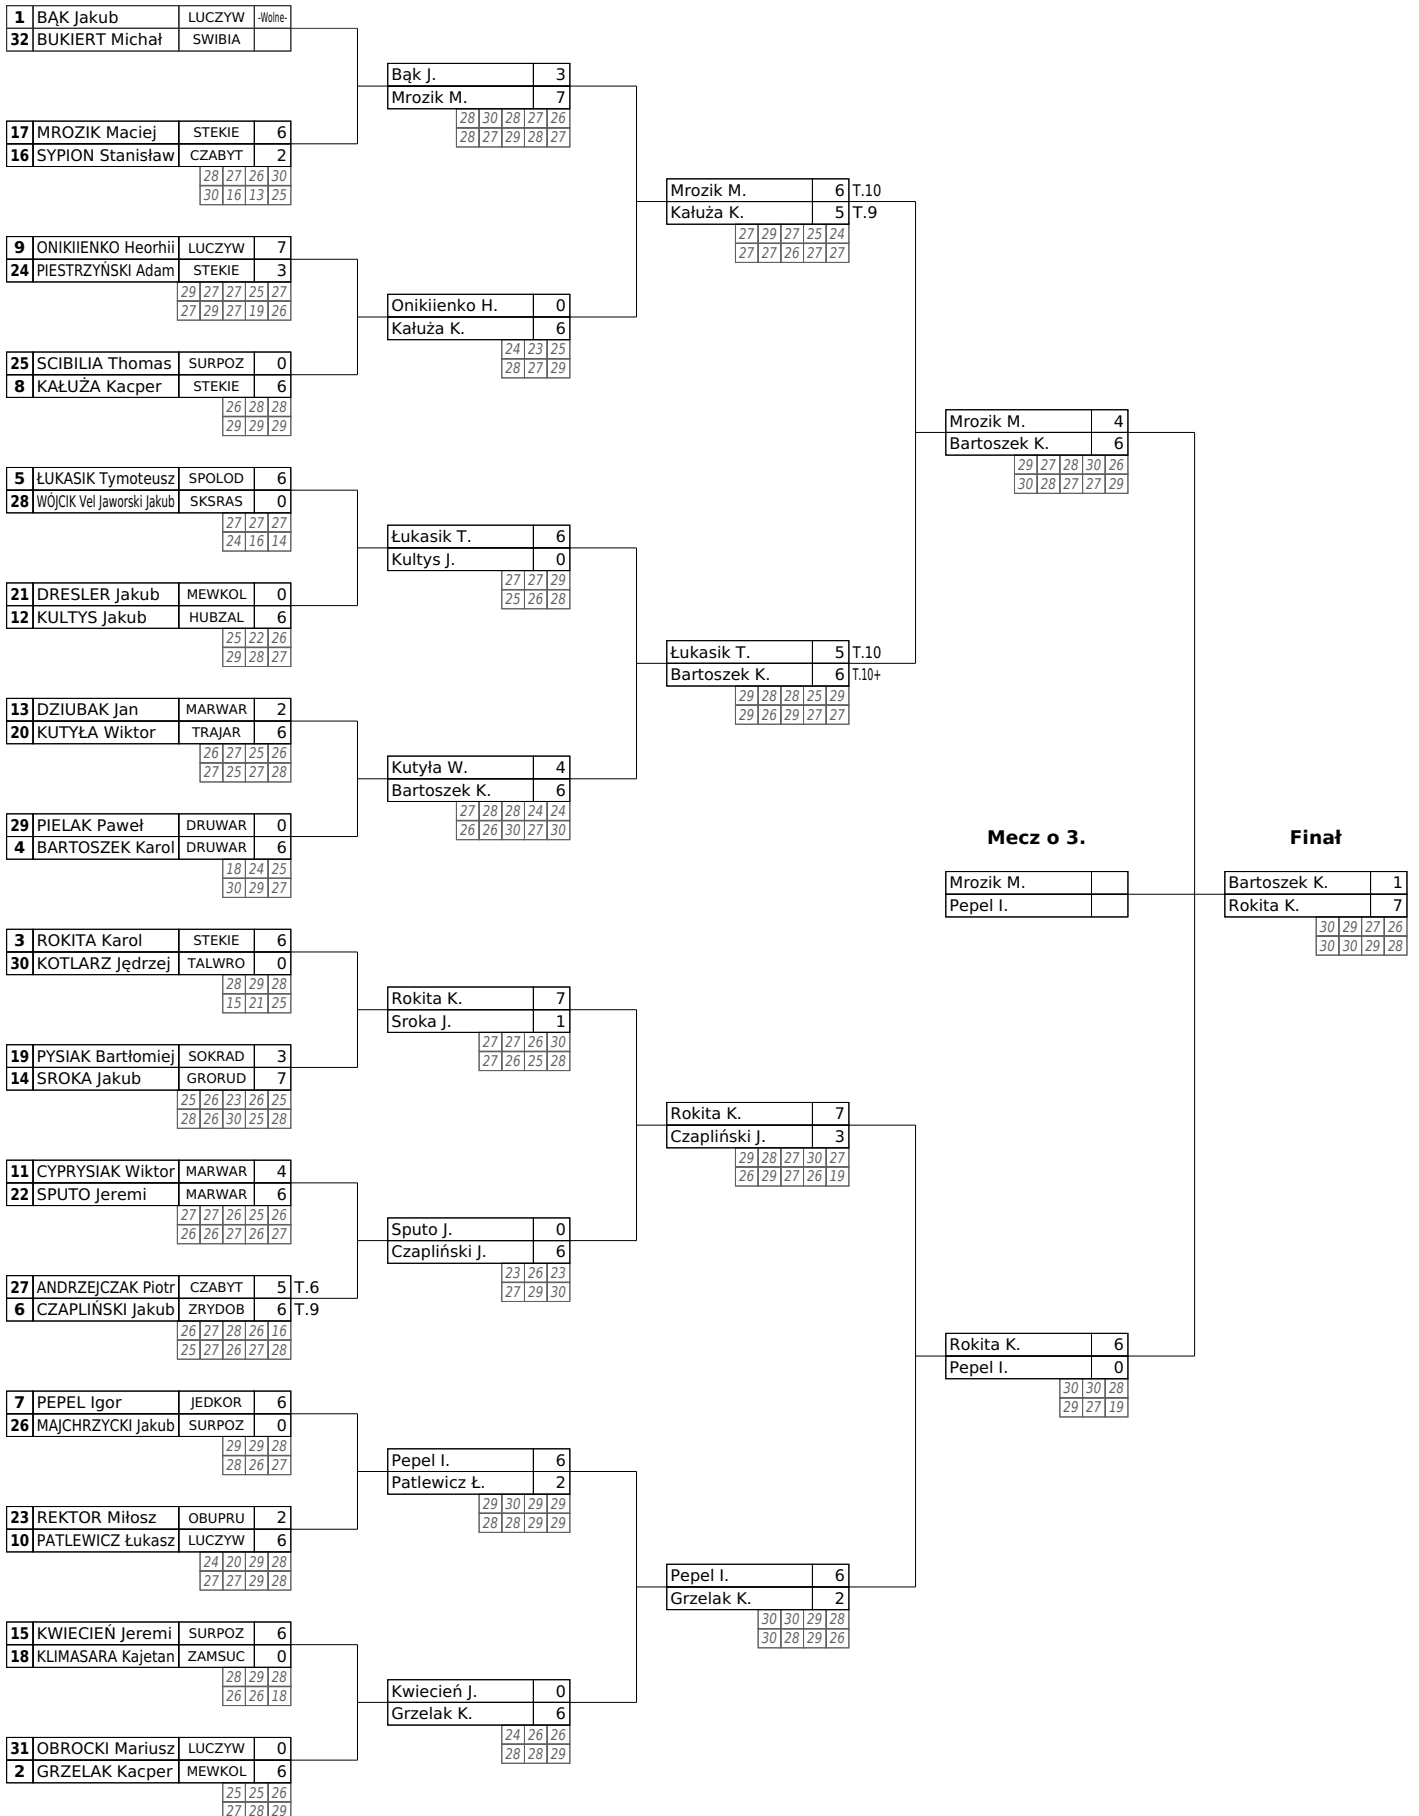 1 BĄK Jakub LUCZYW -Wolne-
32 BUKIERT Michał SWIBIA
17 MROZIK Maciej STEKIE 6
16 SYPION Stanisław CZABYT 2
28 27 26 30
30 16 13 25
9 ONIKIIENKO Heorhii LUCZYW 7
24 PIESTRZYŃSKI Adam STEKIE 3
29 27 27 25 27
27 29 27 19 26
25 SCIBILIA Thomas SURPOZ 0
8 KAŁUŻA Kacper STEKIE 6
26 28 28
29 29 29
5 ŁUKASIK Tymoteusz SPOLOD 6
28 WÓJCIK Vel Jaworski Jakub SKSRAS 0
27 27 27
24 16 14
21 DRESLER Jakub MEWKOL 0
12 KULTYS Jakub HUBZAL 6
25 22 26
29 28 27
13 DZIUBAK Jan MARWAR 2
20 KUTYŁA Wiktor TRAJAR 6
26 27 25 26
27 25 27 28
29 PIELAK Paweł DRUWAR 0
4 BARTOSZEK Karol DRUWAR 6
18 24 25
30 29 27
3 ROKITA Karol STEKIE 6
30 KOTLARZ Jędrzej TALWRO 0
28 29 28
15 21 25
19 PYSIAK Bartłomiej SOKRAD 3
14 SROKA Jakub GRORUD 7
25 26 23 26 25
28 26 30 25 28
11 CYPRYSIAK Wiktor MARWAR 4
22 SPUTO Jeremi MARWAR 6
27 27 26 25 26
26 26 27 26 27
27 ANDRZEJCZAK Piotr CZABYT 5 T.6
6 CZAPLIŃSKI Jakub ZRYDOB 6 T.9
26 27 28 26 16
25 27 26 27 28
7 PEPEL Igor JEDKOR 6
26 MAJCHRZYCKI Jakub SURPOZ 0
29 29 28
28 26 27
23 REKTOR Miłosz OBUPRU 2
10 PATLEWICZ Łukasz LUCZYW 6
24 20 29 28
27 27 29 28
15 KWIECIEŃ Jeremi SURPOZ 6
18 KLIMASARA Kajetan ZAMSUC 0
28 29 28
26 26 18
31 OBROCKI Mariusz LUCZYW 0
2 GRZELAK Kacper MEWKOL 6
25 25 26
27 28 29
Bąk J. 3
Mrozik M. 7
28 30 28 27 26
28 27 29 28 27
Onikiienko H. 0
Kałuża K. 6
24 23 25
28 27 29
Łukasik T. 6
Kultys J. 0
27 27 29
25 26 28
Kutyła W. 4
Bartoszek K. 6
27 28 28 24 24
26 26 30 27 30
Rokita K. 7
Sroka J. 1
27 27 26 30
27 26 25 28
Sputo J. 0
Czapliński J. 6
23 26 23
27 29 30
Pepel I. 6
Patlewicz Ł. 2
29 30 29 29
28 28 29 29
Kwiecień J. 0
Grzelak K. 6
24 26 26
28 28 29
Mrozik M. 6 T.10
Kałuża K. 5 T.9
27 29 27 25 24
27 27 26 27 27
Łukasik T. 5 T.10
Bartoszek K. 6 T.10+
29 28 28 25 29
29 26 29 27 27
Rokita K. 7
Czapliński J. 3
29 28 27 30 27
26 29 27 26 19
Pepel I. 6
Grzelak K. 2
30 30 29 28
30 28 29 26
Mrozik M. 4
Bartoszek K. 6
29 27 28 30 26
30 28 27 27 29
Mecz o 3.
Mrozik M.
Pepel I.
Rokita K. 6
Pepel I. 0
30 30 28
29 27 19
Finał
Bartoszek K. 1
Rokita K. 7
30 29 27 26
30 30 29 28